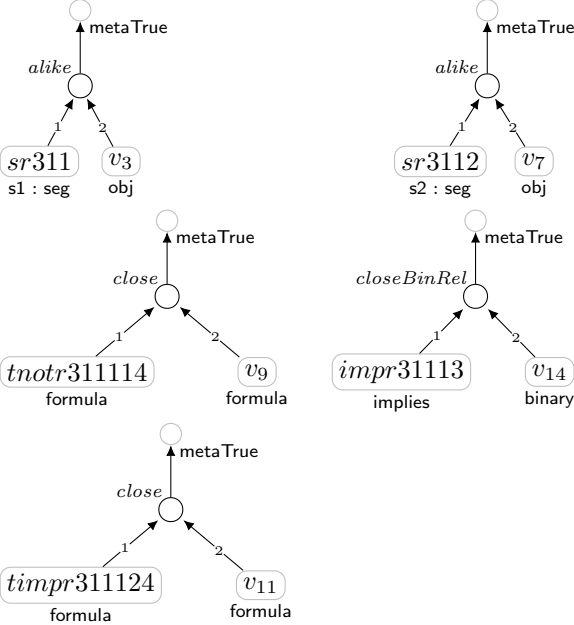 metaTrue
metaTrue
alike
alike
1
2
1
2
sr311
v3
sr3112
v7
s1 : seg
obj
s2 : seg
obj
metaTrue
metaTrue
close
closeBinRel
1
2
1
2
tnotr311114
v9
impr31113
v14
formula
formula
implies
binary
metaTrue
close
1
2
timpr311124
v11
formula
formula